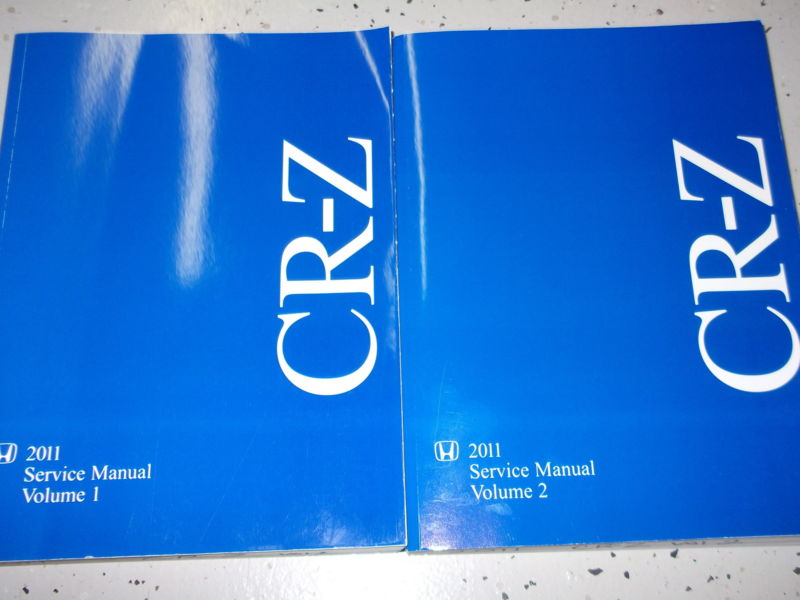 CR-Z
2011
Service Manual
Volume 1
CR-Z
2011
Service Manual
Volume 2